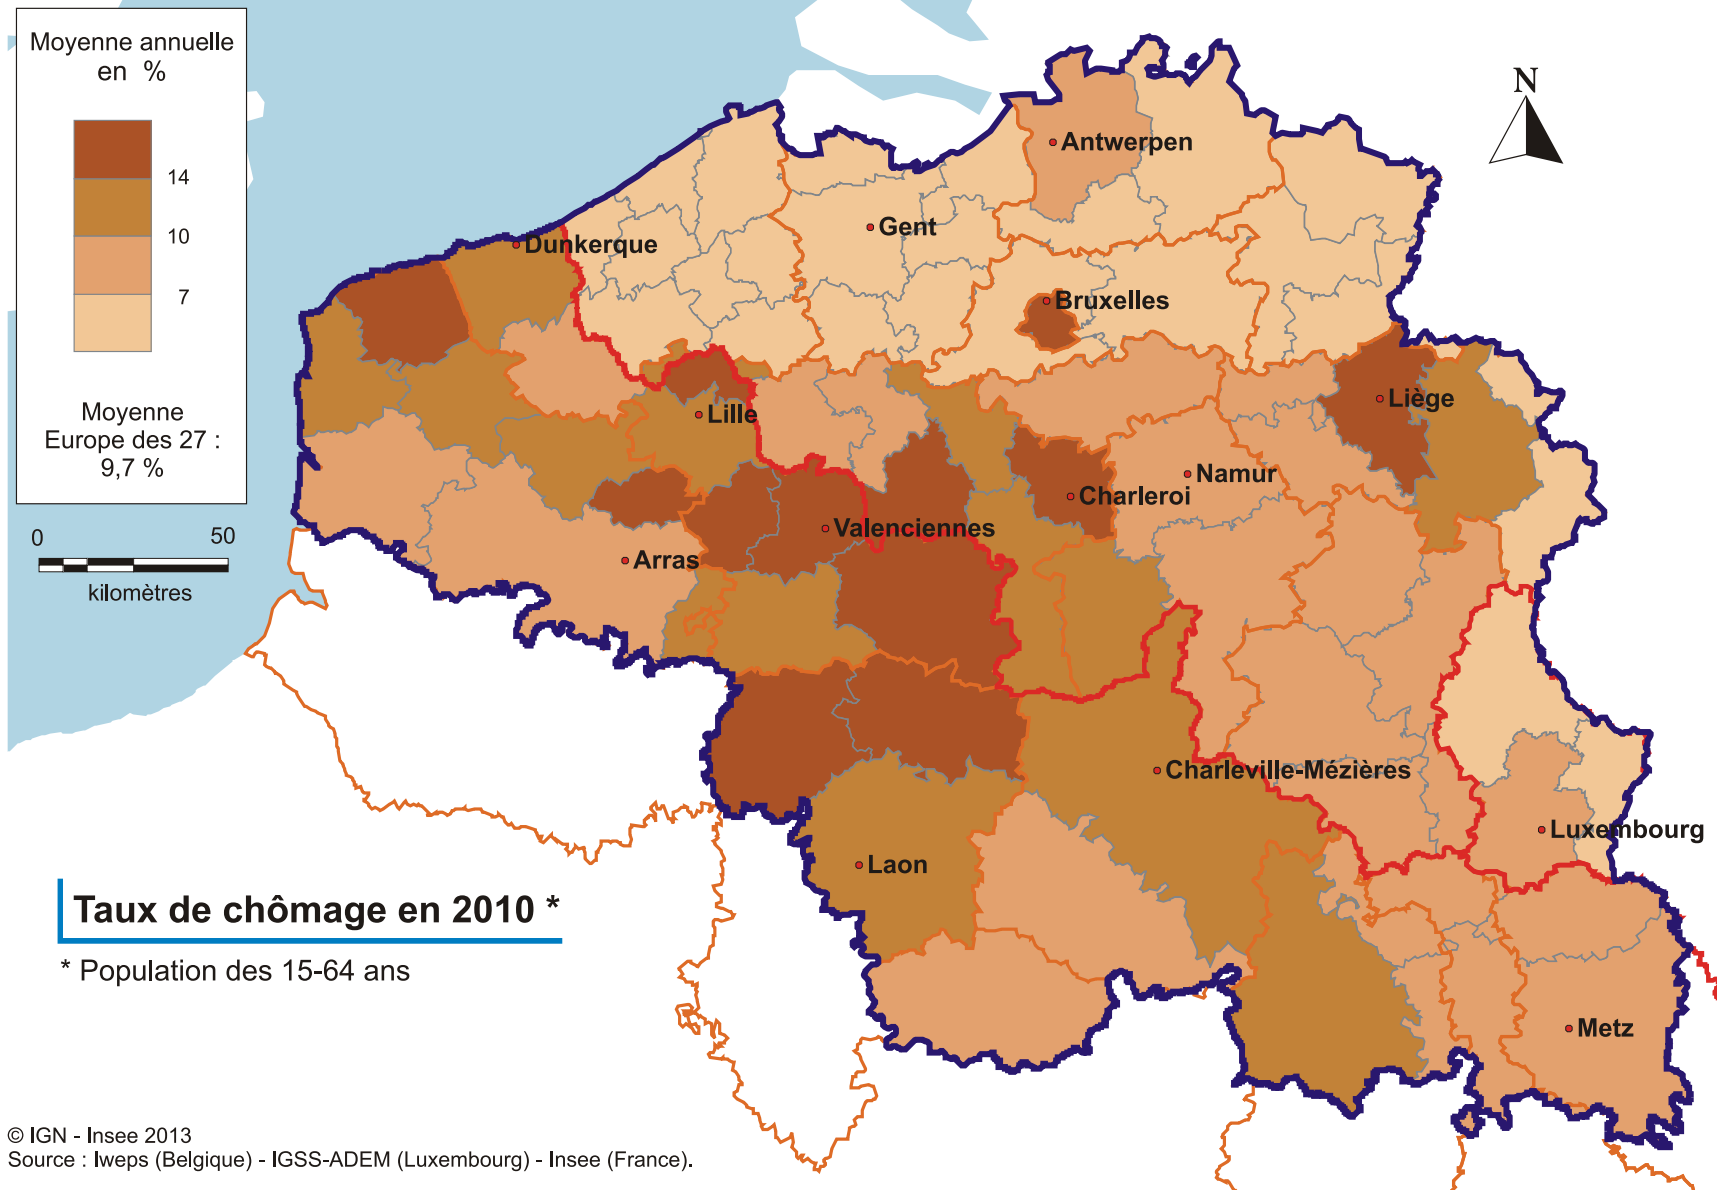 Moyenne annuelle
en %
14
10
7
Moyenne
Europe des 27 :
9,7 %
0 50
kilomètres
N
Antwerpen
Gent
Dunkerque
Bruxelles
Lille
Liège
Namur
Charleroi
Valenciennes
Arras
Charleville-Mézières
Luxembourg
Laon
Metz
Taux de chômage en 2010 *
* Population des 15-64 ans
© IGN - Insee 2013
Source : Iweps (Belgique) - IGSS-ADEM (Luxembourg) - Insee (France).